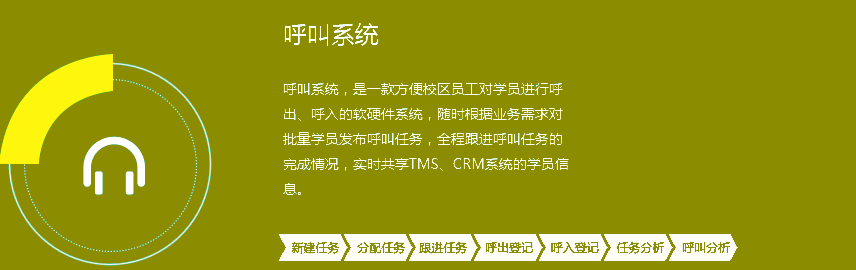 呼叫系统
呼叫系统，是一款方便校区员工对学员进行呼
出、呼入的软硬件系统，随时根据业务需求对
批量学员发布呼叫任务，全程跟进呼叫任务的
完成情况，实时共享TMS、CRM系统的学员信
息。
新建任务 分配任务 跟进任务 呼出登记 呼入登记 任务分析 呼叫分析